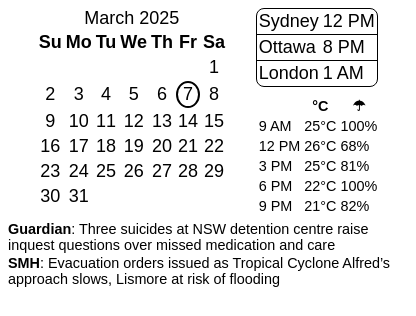 March 2025
Su Mo Tu We Th Fr Sa
1
2 3 4 5 6 7 8
9 10 11 12 13 14 15
16 17 18 19 20 21 22
23 24 25 26 27 28 29
30 31
Sydney 12 PM
Ottawa 8 PM
London 1 AM
°C ☂
9 AM 25°C 100%
12 PM 26°C 68%
3 PM 25°C 81%
6 PM 22°C 100%
9 PM 21°C 82%
Guardian: Three suicides at NSW detention centre raise
inquest questions over missed medication and care
SMH: Evacuation orders issued as Tropical Cyclone Alfred’s
approach slows, Lismore at risk of flooding